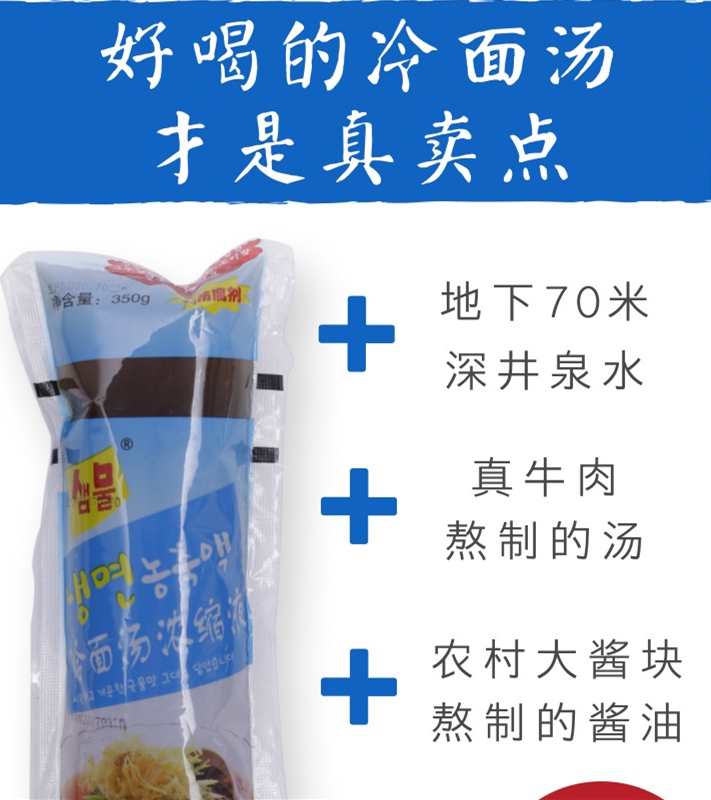 好喝的冷面汤
才是真卖点
净含量：350g
地下70米
深井泉水
샘물
®
真牛肉
熬制的汤
냉면 농축액
冷面汤浓缩液
农村大酱块
熬制的酱油